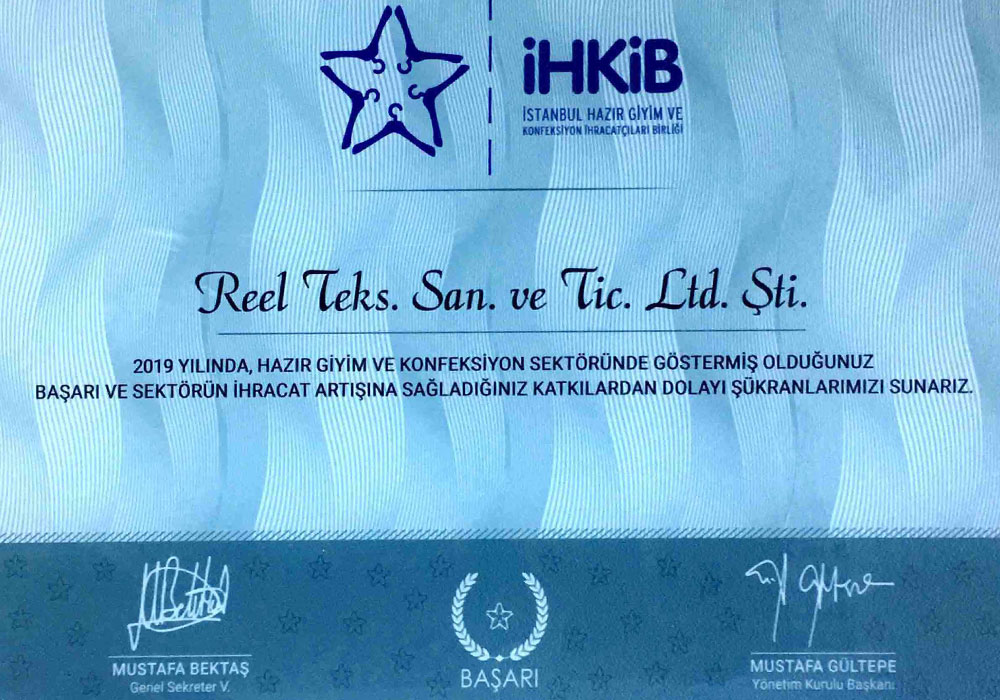 İHKİB
İSTANBUL HAZIR GİYİM VE
KONFEKSİYON İHRACATÇILARI BİRLİĞİ
Reel Teks. San. ve Tic. Ltd. Şti.
2019 YILINDA, HAZIR GİYİM VE KONFEKSİYON SEKTÖRÜNDE GÖSTERMİŞ OLDUĞUNUZ
BAŞARI VE SEKTÖRÜN İHRACAT ARTIŞINA SAĞLADIĞINIZ KATKILARDAN DOLAYI ŞÜKRANLARIMIZI SUNARIZ.
MUSTAFA BEKTAŞ
Genel Sekreter V.
BAŞARI
MUSTAFA GÜLTEPE
Yönetim Kurulu Başkanı